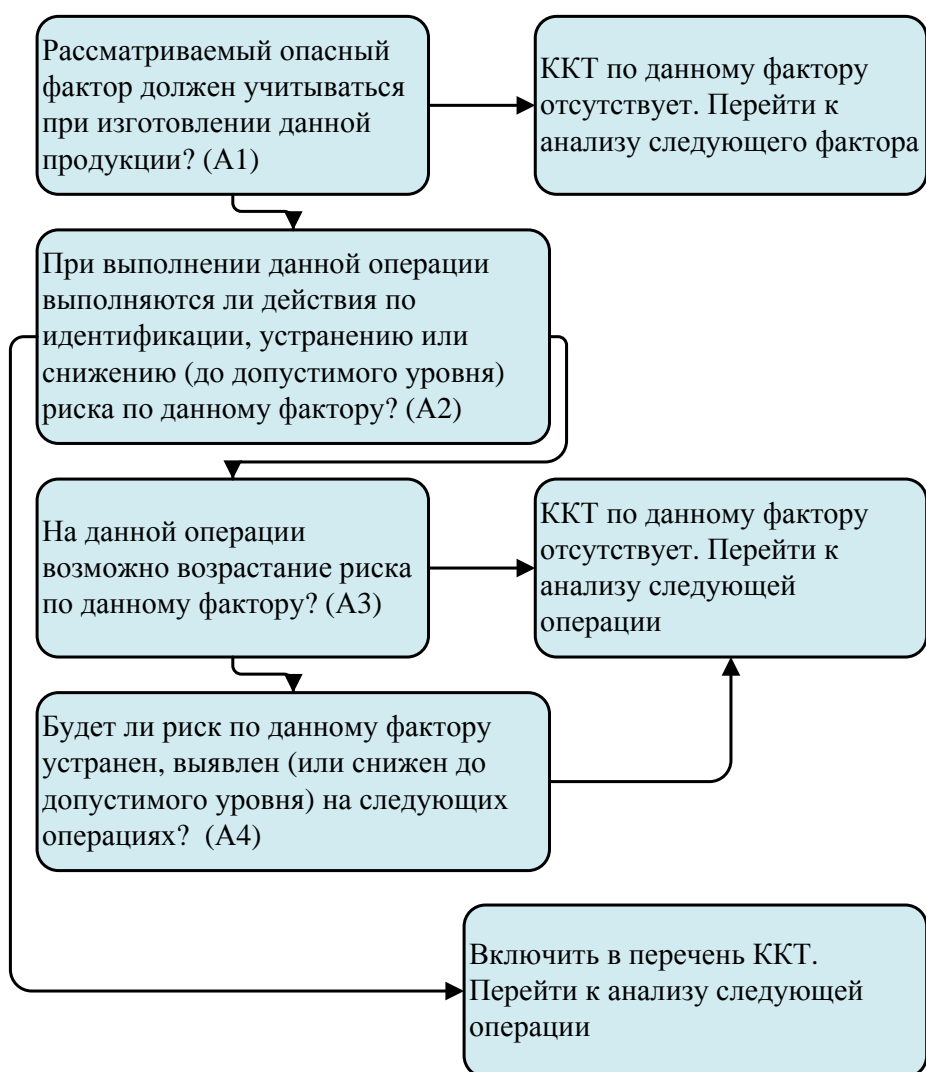 Рассматриваемый опасный
фактор должен учитываться
при изготовлении данной
продукции? (А1)
ККТ по данному фактору
отсутствует. Перейти к
анализу следующего фактора
При выполнении данной операции
выполняются ли действия по
идентификации, устранению или
снижению (до допустимого уровня)
риска по данному фактору? (А2)
На данной операции
возможно возрастание риска
по данному фактору? (А3)
ККТ по данному фактору
отсутствует. Перейти к
анализу следующей
операции
Будет ли риск по данному фактору
устранен, выявлен (или снижен до
допустимого уровня) на следующих
операциях?  (А4)
Включить в перечень ККТ.
Перейти к анализу следующей
операции